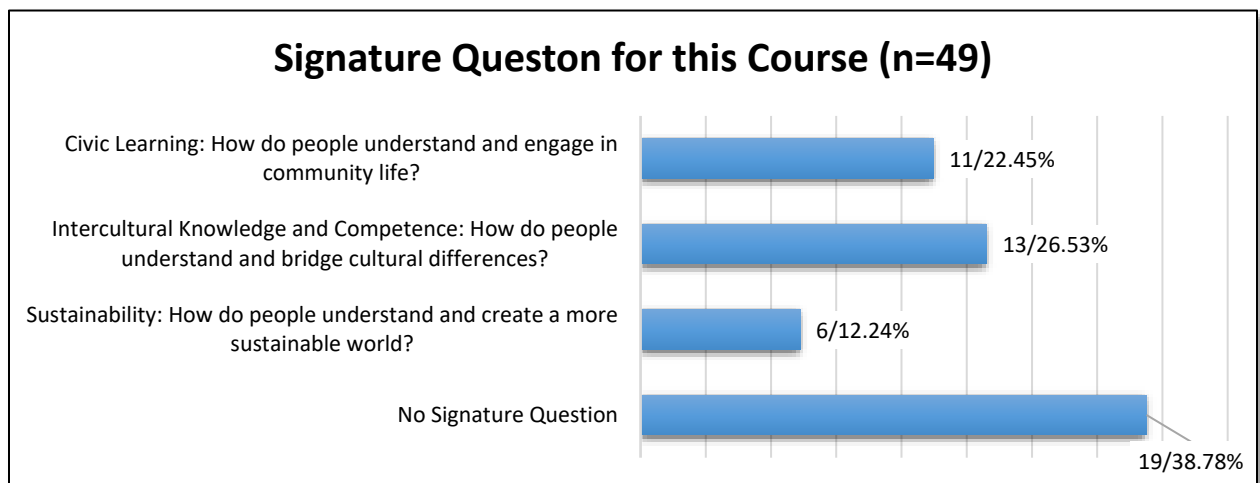 Signature Queston for this Course (n=49)
Civic Learning: How do people understand and engage in
community life?
11/22.45%
Intercultural Knowledge and Competence: How do people
understand and bridge cultural differences?
13/26.53%
Sustainability: How do people understand and create a more
sustainable world?
6/12.24%
No Signature Question
19/38.78%